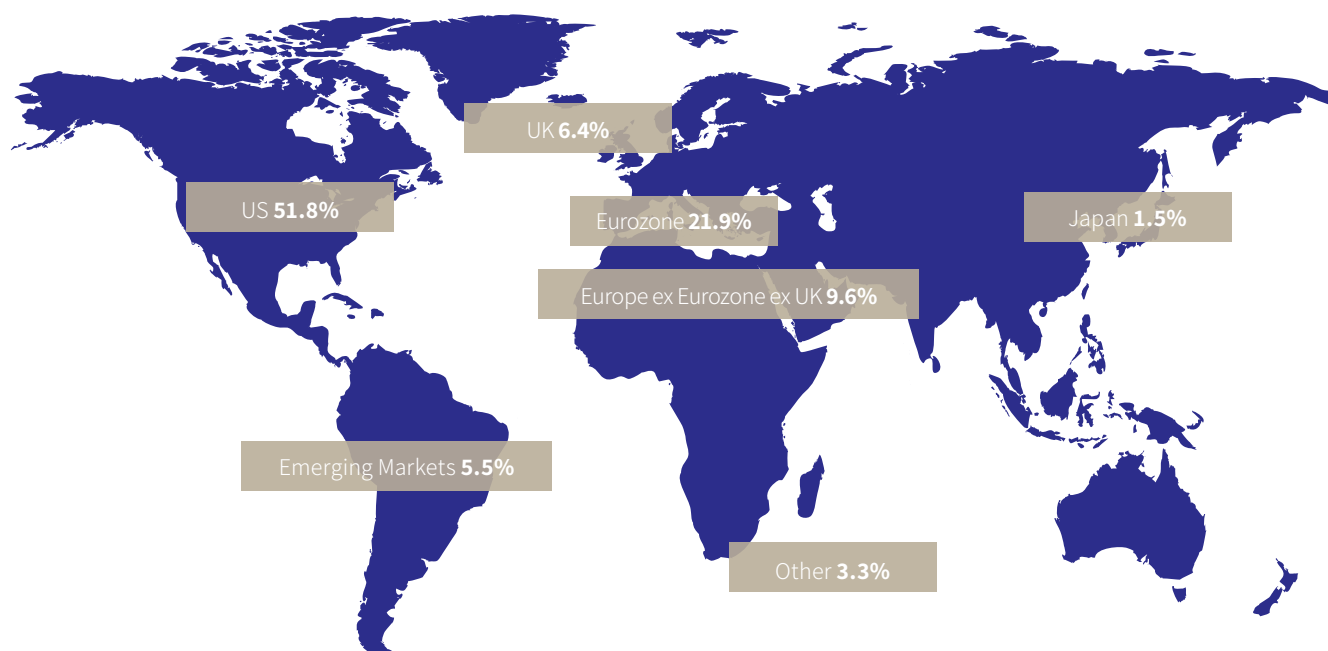 UK 6.4%
US 51.8%
Eurozone 21.9%
Japan 1.5%
Europe ex Eurozone ex UK 9.6%
Emerging Markets 5.5%
Other 3.3%